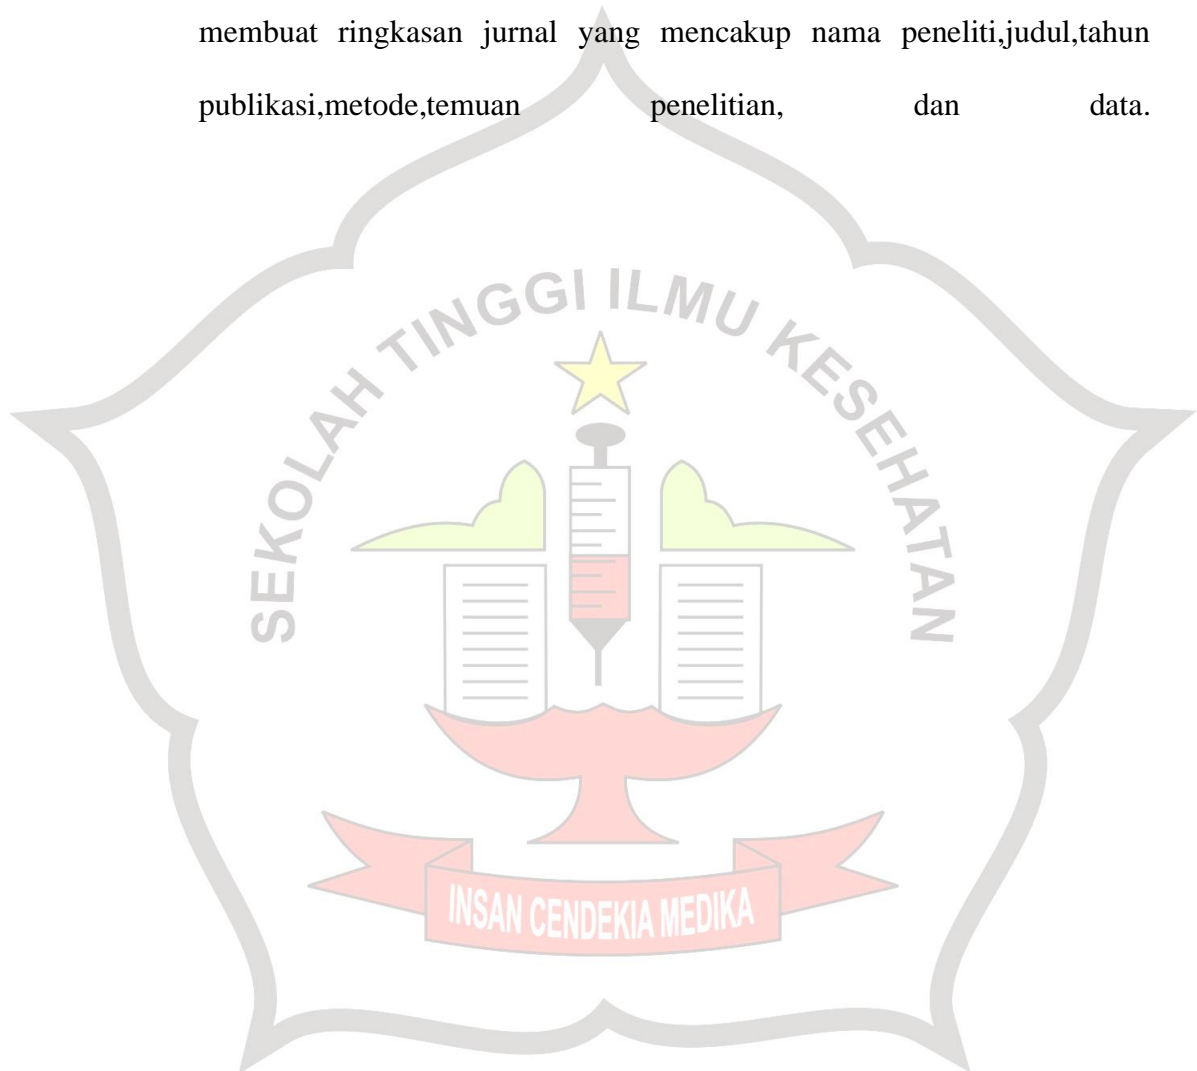 membuat ringkasan jurnal yang mencakup nama peneliti,judul,tahun
publikasi,metode,temuan penelitian, dan data.
SEKOLAH TINGGI ILMU KESEHATAN
INSAN CENDEKIA MEDIKA